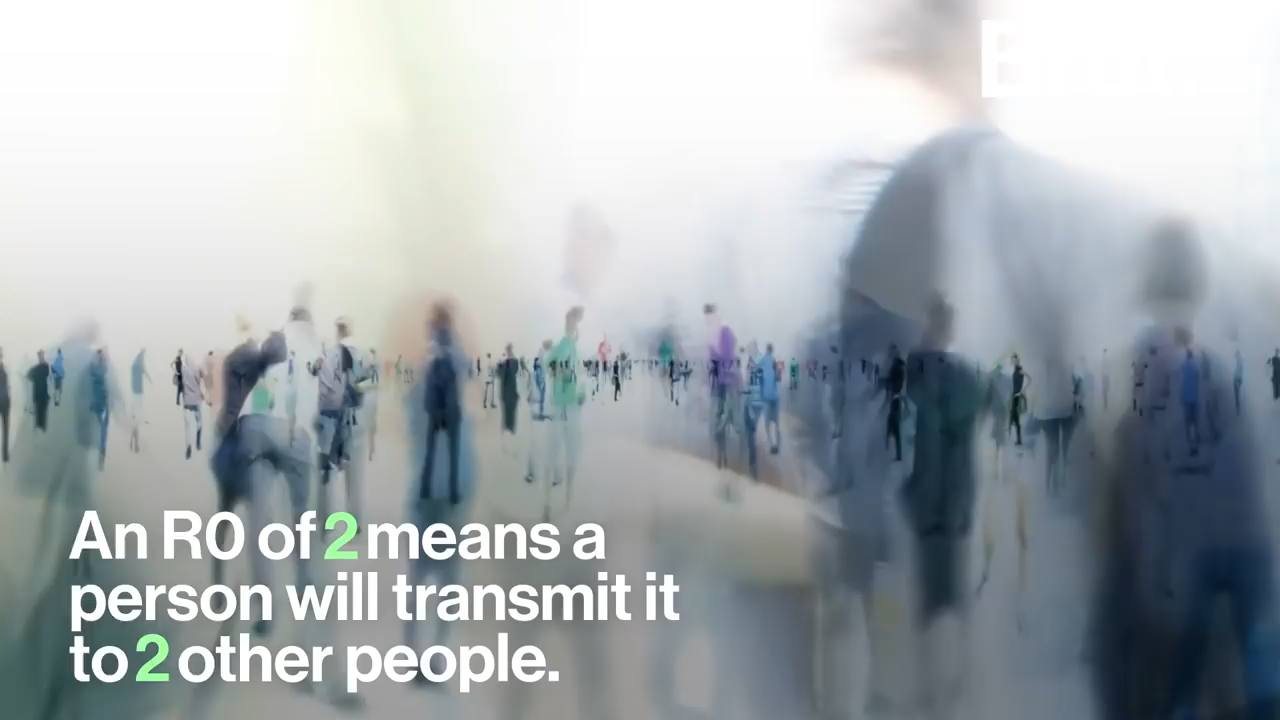 An R0 of 2 means a
person will transmit it
to 2 other people.